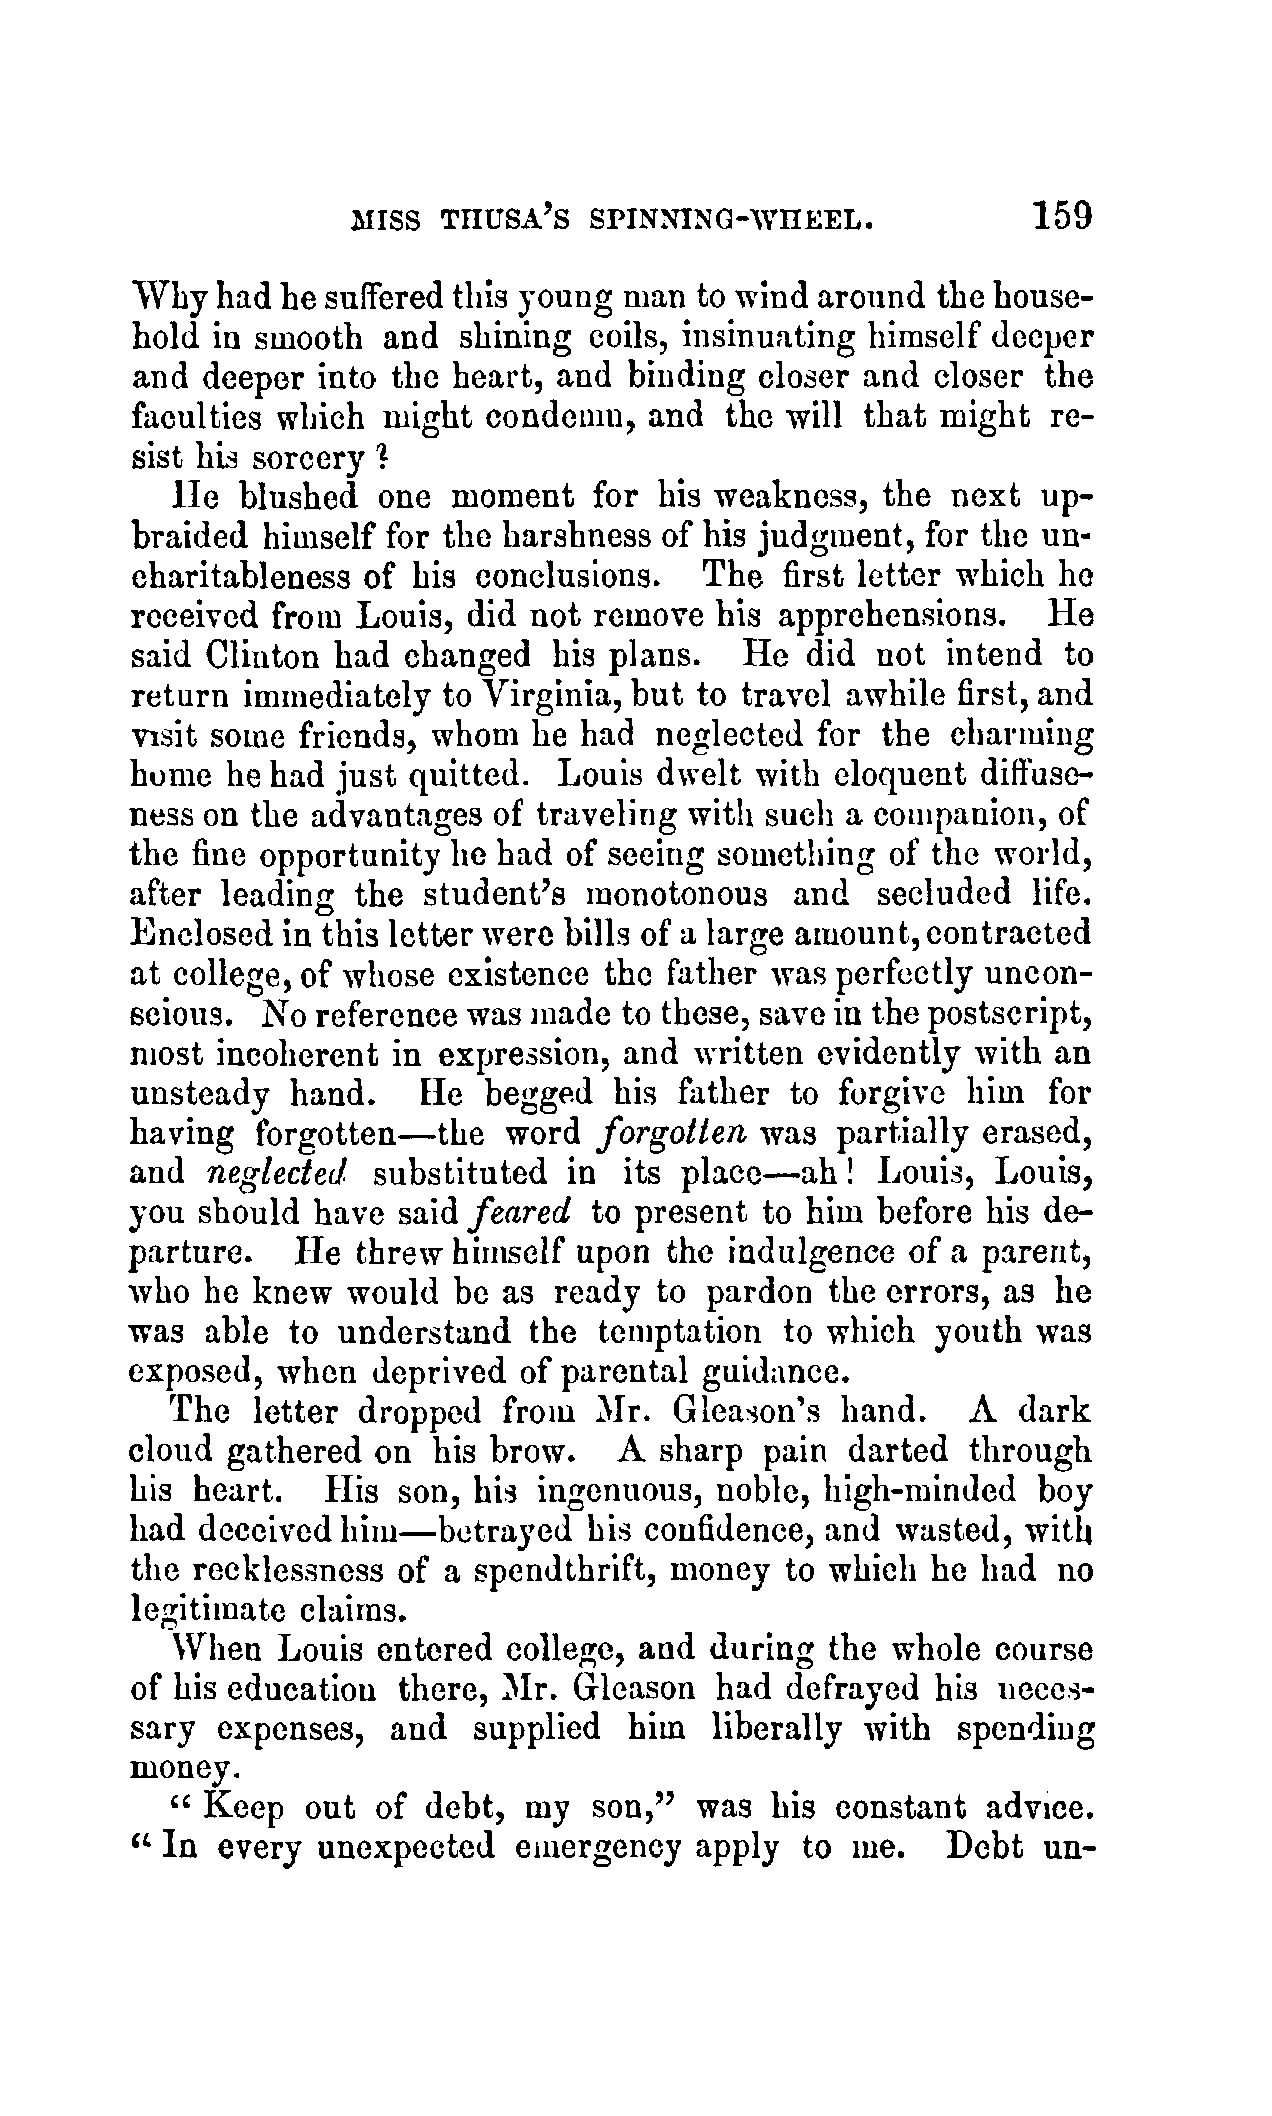 MISS THUSA'S SPINNING-WHEEL. 159
Why had he suffered this young man to wind around the house-
hold in smooth and shining coils, insinuating himself deeper
and deeper into the heart, and binding closer and closer the
faculties which might condemn, and the will that might re-
sist his sorcery?
He blushed one moment for his weakness, the next up-
braided himself for the harshness of his judgment, for the un-
charitableness of his conclusions. The first letter which he
received from Louis, did not remove his apprehensions. He
said Clinton had changed his plans. He did not intend to
return immediately to Virginia, but to travel awhile first, and
visit some friends, whom he had neglected for the charming
home he had just quitted. Louis dwelt with eloquent diffuse-
ness on the advantages of traveling with such a companion, of
the fine opportunity he had of seeing something of the world,
after leading the student's monotonous and secluded life.
Enclosed in this letter were bills of a large amount, contracted
at college, of whose existence the father was perfectly uncon-
scious. No reference was made to these, save in the postscript,
most incoherent in expression, and written evidently with an
unsteady hand. He begged his father to forgive him for
having forgotten—the word forgotten was partially erased,
and neglected substituted in its place—ah! Louis, Louis,
you should have said feared to present to him before his de-
parture. He threw himself upon the indulgence of a parent,
who he knew would be as ready to pardon the errors, as he
was able to understand the temptation to which youth was
exposed, when deprived of parental guidance.
The letter dropped from Mr. Gleason's hand. A dark
cloud gathered on his brow. A sharp pain darted through
his heart. His son, his ingenuous, noble, high-minded boy
had deceived him—betrayed his confidence, and wasted, with
the recklessness of a spendthrift, money to which he had no
legitimate claims.
When Louis entered college, and during the whole course
of his education there, Mr. Gleason had defrayed his neces-
sary expenses, and supplied him liberally with spending
money.
"Keep out of debt, my son," was his constant advice.
"In every unexpected emergency apply to me. Debt un-